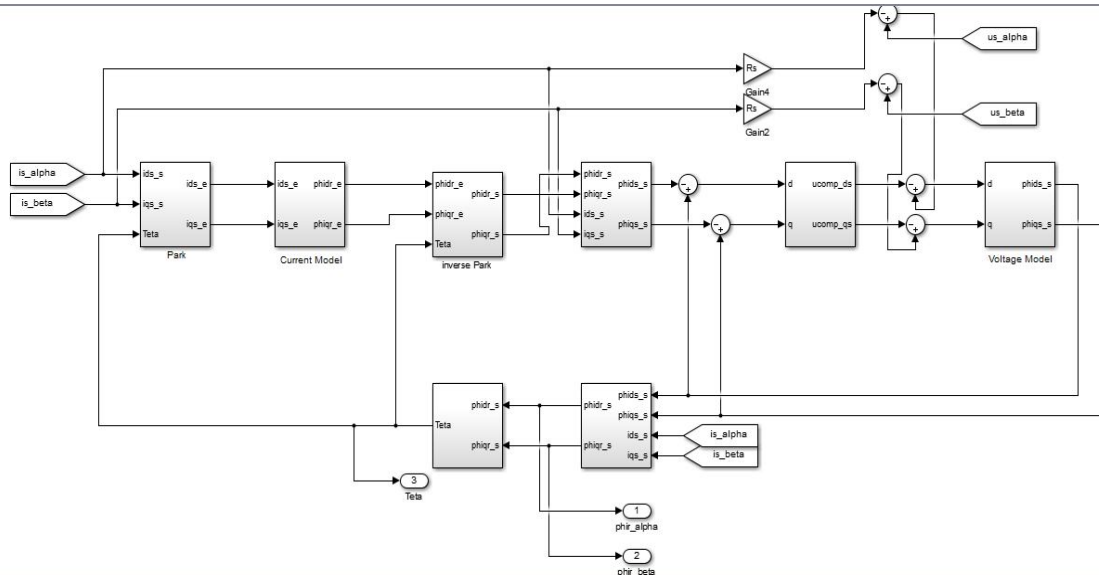 us_alpha
Rs
Gain4
us_beta
Rs
Gain2
is_alpha
is_beta
ids_s
iqs_s
Teta
ids_e
iqs_e
Park
ids_e
iqs_e
phidr_e
phiqr_e
Current Model
phidr_e
phiqr_e
Teta
phidr_s
phiqr_s
inverse Park
phidr_s
phiqr_s
ids_s
iqs_s
phids_s
phiqs_s
d
q
ucomp_ds
ucomp_qs
d
q
phids_s
phiqs_s
Voltage Model
Teta
phidr_s
phiqr_s
phidr_s
phiqr_s
phids_s
phiqs_s
ids_s
iqs_s
is_alpha
is_beta
3
Teta
1
phir_alpha
2
phir_beta